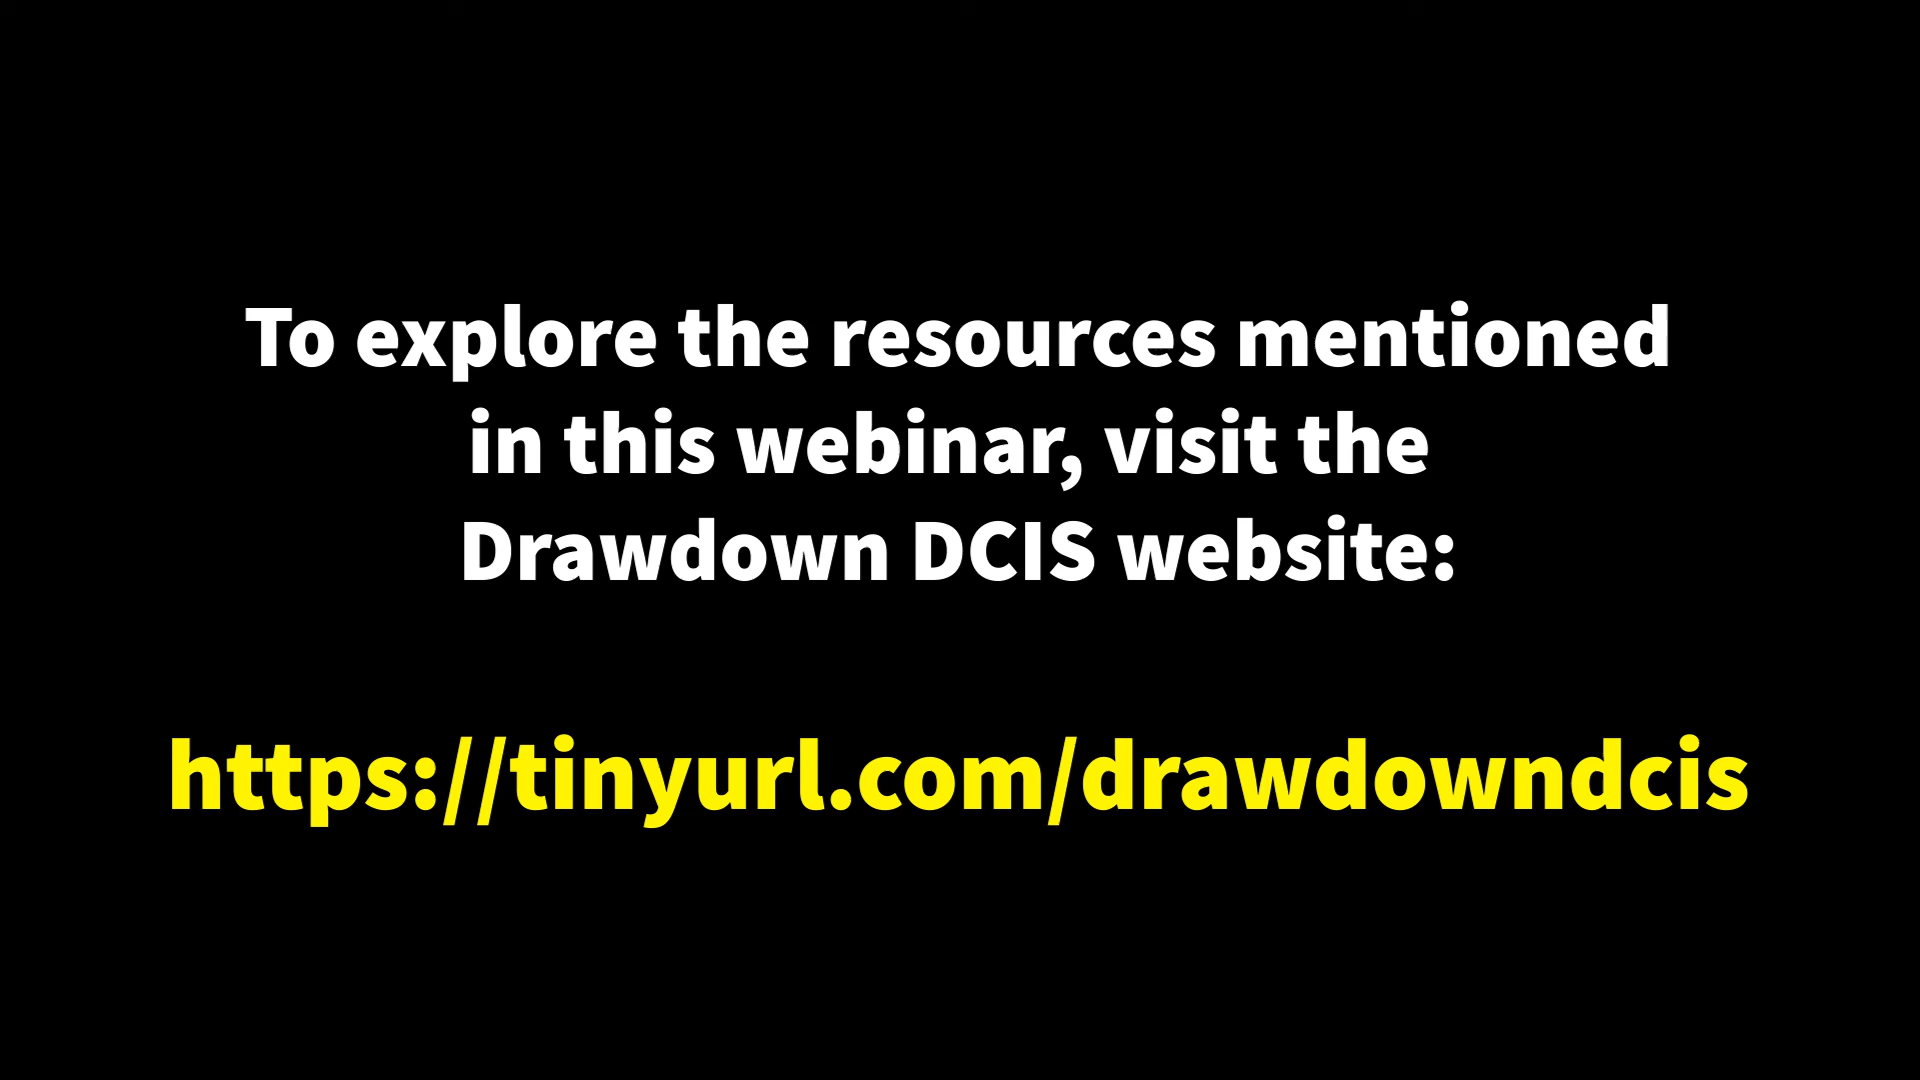 To explore the resources mentioned
in this webinar, visit the
Drawdown DCIS website:
https://tinyurl.com/drawdowndcis